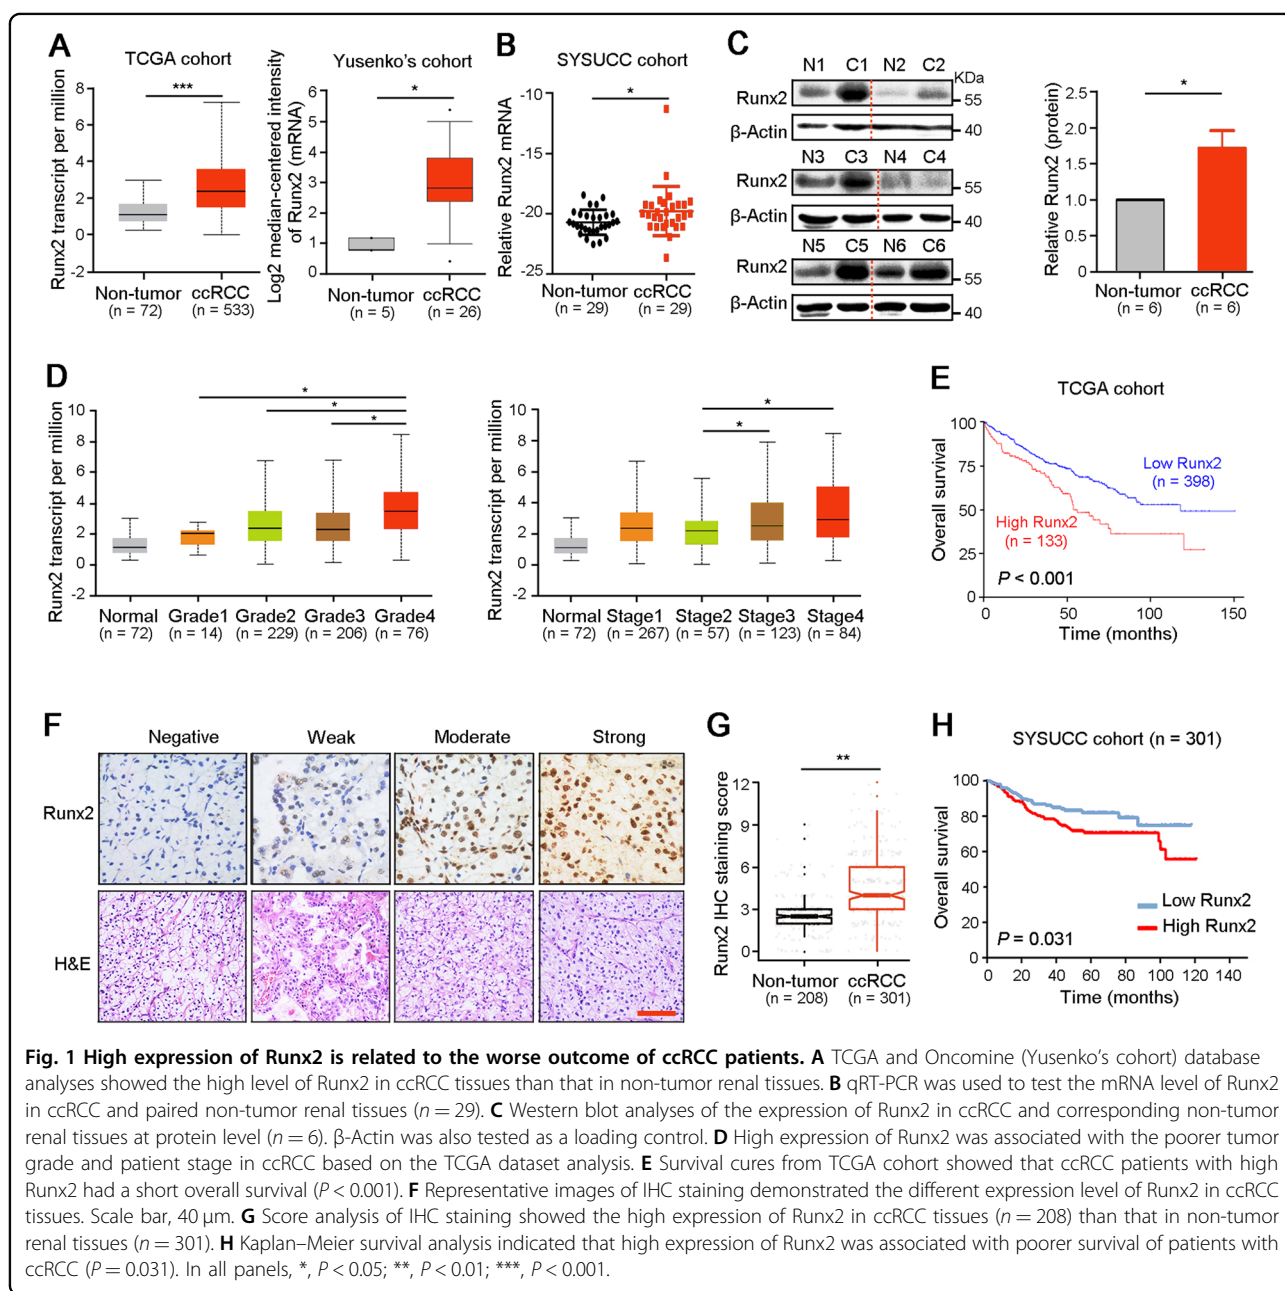 A
TCGA cohort
***
Runx2 transcript per million
8
6
4
2
0
-2
Non-tumor
(n = 72)
ccRCC
(n = 533)
Yusenko's cohort
*
Log2 median-centered intensity
of Runx2 (mRNA)
6
5
4
3
2
1
0
Non-tumor
(n = 5)
ccRCC
(n = 26)
B
SYSUCC cohort
*
Relative Runx2 mRNA
-10
-15
-20
-25
Non-tumor
(n = 29)
ccRCC
(n = 29)
C
N1 C1 N2 C2
KDa
Runx2
55
β-Actin
40
N3 C3 N4 C4
Runx2
55
β-Actin
40
N5 C5 N6 C6
Runx2
55
β-Actin
40
*
Relative Runx2 (protein)
2.5
2.0
1.5
1.0
0.5
0
Non-tumor
(n = 6)
ccRCC
(n = 6)
D
*
*
*
Runx2 transcript per million
10
8
6
4
2
0
-2
Normal Grade1 Grade2 Grade3 Grade4
(n = 72) (n = 14) (n = 229) (n = 206) (n = 76)
*
*
Runx2 transcript per million
10
8
6
4
2
0
-2
Normal Stage1 Stage2 Stage3 Stage4
(n = 72) (n = 267) (n = 57) (n = 123) (n = 84)
E
TCGA cohort
Overall survival
100
75
50
25
0
Low Runx2
(n = 398)
High Runx2
(n = 133)
P < 0.001
0 50 100 150
Time (months)
F
Negative Weak Moderate Strong
Runx2
H&E
G
**
Runx2 IHC staining score
12
9
6
3
0
Non-tumor
(n = 208)
ccRCC
(n = 301)
H
SYSUCC cohort (n = 301)
Overall survival
100
80
60
40
20
0
Low Runx2
High Runx2
P = 0.031
0 20 40 60 80 100 120 140
Time (months)
Fig. 1 High expression of Runx2 is related to the worse outcome of ccRCC patients. A TCGA and Oncomine (Yusenko's cohort) database
analyses showed the high level of Runx2 in ccRCC tissues than that in non-tumor renal tissues. B qRT-PCR was used to test the mRNA level of Runx2
in ccRCC and paired non-tumor renal tissues (n = 29). C Western blot analyses of the expression of Runx2 in ccRCC and corresponding non-tumor
renal tissues at protein level (n = 6). β-Actin was also tested as a loading control. D High expression of Runx2 was associated with the poorer tumor
grade and patient stage in ccRCC based on the TCGA dataset analysis. E Survival cures from TCGA cohort showed that ccRCC patients with high
Runx2 had a short overall survival (P < 0.001). F Representative images of IHC staining demonstrated the different expression level of Runx2 in ccRCC
tissues. Scale bar, 40 μm. G Score analysis of IHC staining showed the high expression of Runx2 in ccRCC tissues (n = 208) than that in non-tumor
renal tissues (n = 301). H Kaplan–Meier survival analysis indicated that high expression of Runx2 was associated with poorer survival of patients with
ccRCC (P = 0.031). In all panels, *, P < 0.05; **, P < 0.01; ***, P < 0.001.